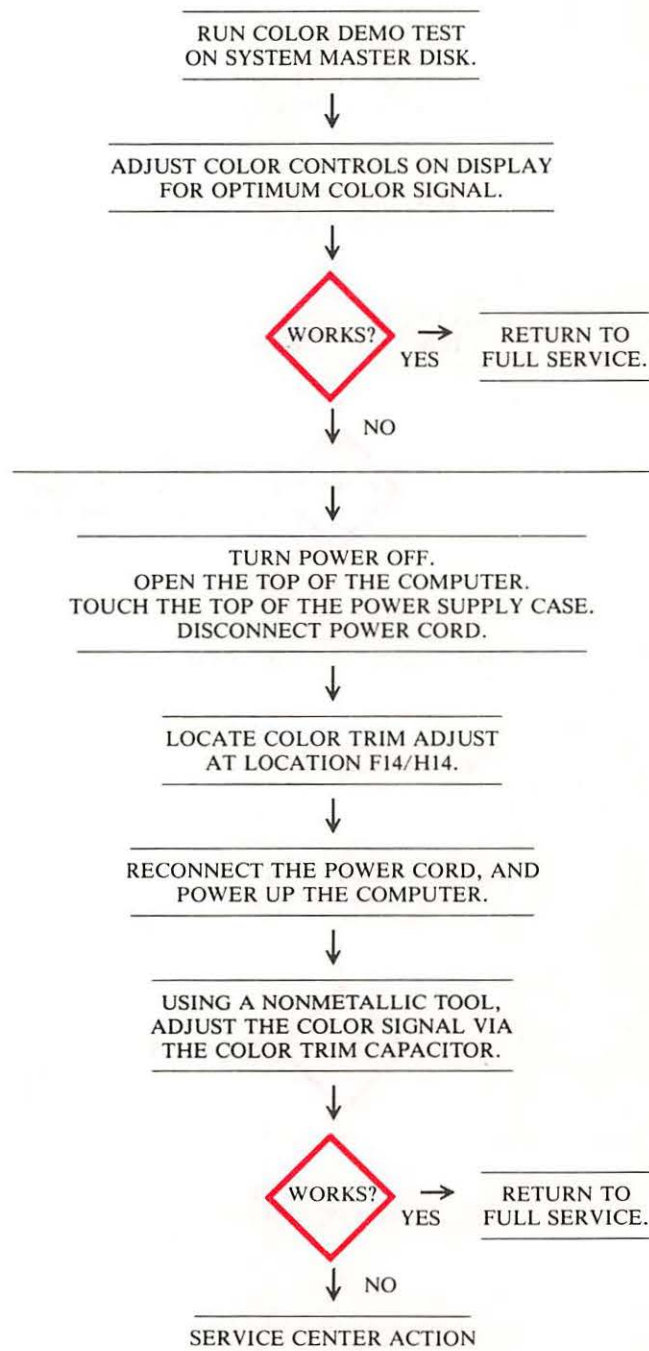 RUN COLOR DEMO TEST
ON SYSTEM MASTER DISK.
ADJUST COLOR CONTROLS ON DISPLAY
FOR OPTIMUM COLOR SIGNAL.
WORKS?
YES
RETURN TO
FULL SERVICE.
NO
TURN POWER OFF.
OPEN THE TOP OF THE COMPUTER.
TOUCH THE TOP OF THE POWER SUPPLY CASE.
DISCONNECT POWER CORD.
LOCATE COLOR TRIM ADJUST
AT LOCATION F14/H14.
RECONNECT THE POWER CORD, AND
POWER UP THE COMPUTER.
USING A NONMETALLIC TOOL,
ADJUST THE COLOR SIGNAL VIA
THE COLOR TRIM CAPACITOR.
WORKS?
YES
RETURN TO
FULL SERVICE.
NO
SERVICE CENTER ACTION